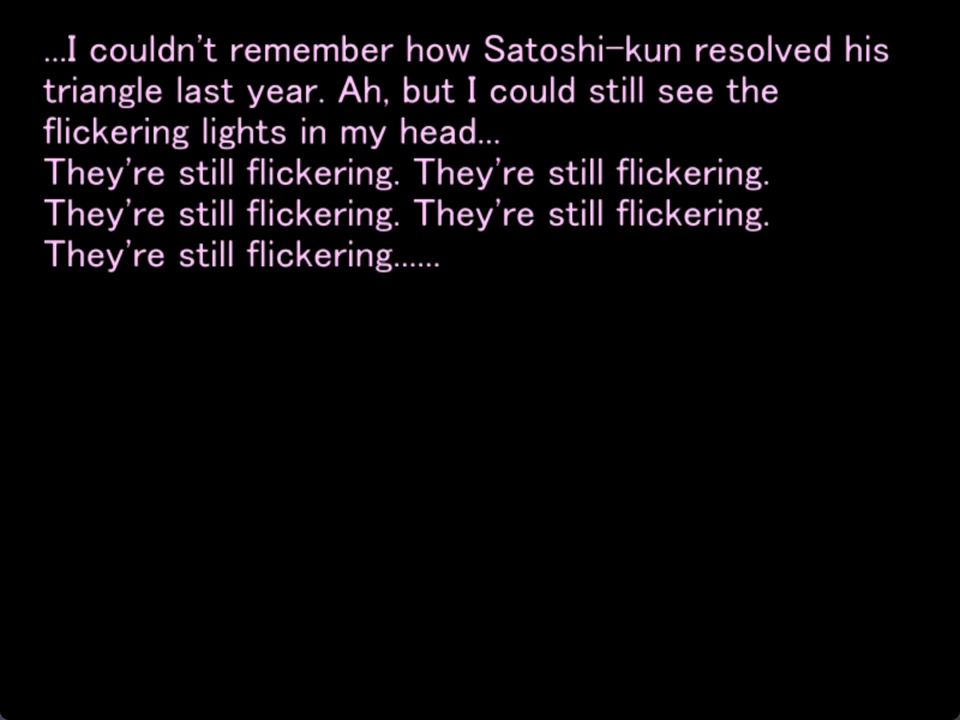 ...I couldn't remember how Satoshi-kun resolved his
triangle last year. Ah, but I could still see the
flickering lights in my head...
They're still flickering. They're still flickering.
They're still flickering. They're still flickering.
They're still flickering......